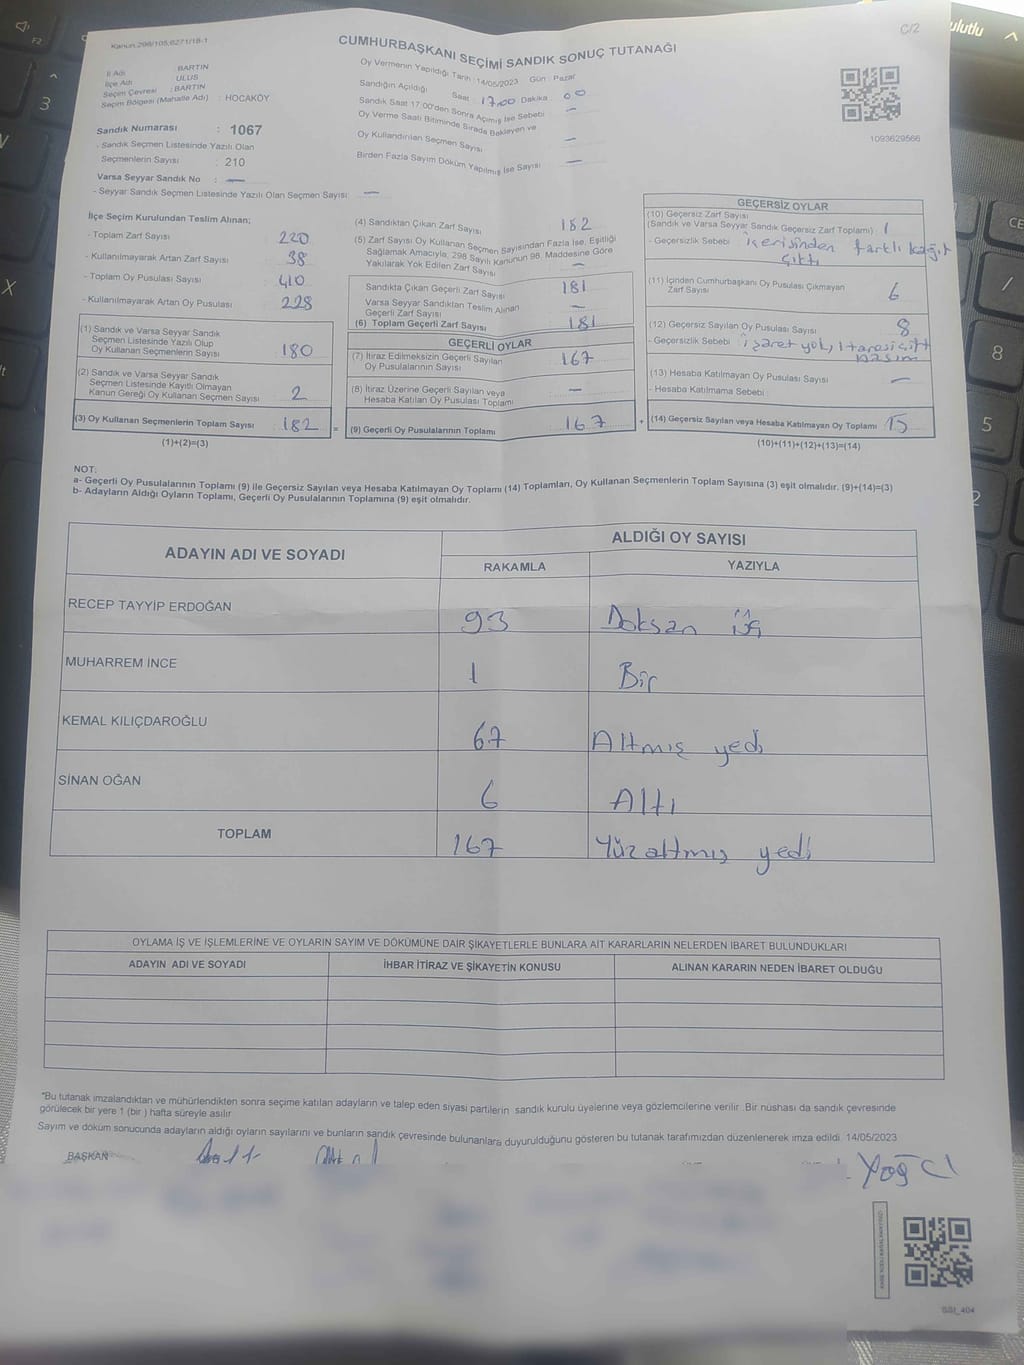 Kanun:298/105;6271/18-1
C/2
CUMHURBAŞKANI SEÇİMİ SANDIK SONUÇ TUTANAĞI
İl Adı : BARTIN
İlçe Adı : ULUS
Seçim Çevresi : BARTIN
Seçim Bölgesi (Mahalle Adı) : HOCAKÖY
Sandık Numarası : 1067
- Sandık Seçmen Listesinde Yazılı Olan
Seçmenlerin Sayısı : 210
Varsa Seyyar Sandık No : —
- Seyyar Sandık Seçmen Listesinde Yazılı Olan Seçmen Sayısı: —
Oy Vermenin Yapıldığı Tarih :14/05/2023 Gün : Pazar
Sandığın Açıldığı Saat : 17,00 Dakika : 00
Sandık Saat 17:00'den Sonra Açılmış İse Sebebi —
Oy Verme Saati Bitiminde Sırada Bekleyen ve
Oy Kullandırılan Seçmen Sayısı —
Birden Fazla Sayım Döküm Yapılmış İse Sayısı —
1093629566
İlçe Seçim Kurulundan Teslim Alınan;
- Toplam Zarf Sayısı 220
- Kullanılmayarak Artan Zarf Sayısı 38
- Toplam Oy Pusulası Sayısı 410
- Kullanılmayarak Artan Oy Pusulası 228
(1) Sandık ve Varsa Seyyar Sandık
Seçmen Listesinde Yazılı Olup
Oy Kullanan Seçmenlerin Sayısı 180
(2) Sandık ve Varsa Seyyar Sandık
Seçmen Listesinde Kayıtlı Olmayan
Kanun Gereği Oy Kullanan Seçmen Sayısı 2
(3) Oy Kullanan Seçmenlerin Toplam Sayısı 182
(1)+(2)=(3)
(4) Sandıktan Çıkan Zarf Sayısı 182
(5) Zarf Sayısı Oy Kullanan Seçmen Sayısından Fazla İse, Eşitliği
Sağlamak Amacıyla, 298 Sayılı Kanunun 98. Maddesine Göre
Yakılarak Yok Edilen Zarf Sayısı —
Sandıkta Çıkan Geçerli Zarf Sayısı 181
Varsa Seyyar Sandıktan Teslim Alınan
Geçerli Zarf Sayısı —
(6) Toplam Geçerli Zarf Sayısı 181
GEÇERLİ OYLAR
(7) İtiraz Edilmeksizin Geçerli Sayılan
Oy Pusulalarının Sayısı 167
(8) İtiraz Üzerine Geçerli Sayılan veya
Hesaba Katılan Oy Pusulası Toplamı —
= (9) Geçerli Oy Pusulalarının Toplamı 167
GEÇERSİZ OYLAR
(10) Geçersiz Zarf Sayısı
(Sandık ve Varsa Seyyar Sandık Geçersiz Zarf Toplamı) 1
- Geçersizlik Sebebi içerisinden farklı kağıt
çıktı
(11) İçinden Cumhurbaşkanı Oy Pusulası Çıkmayan
Zarf Sayısı 6
(12) Geçersiz Sayılan Oy Pusulası Sayısı 8
- Geçersizlik Sebebi : işaret yok, 1 tanesi çift
basım
(13) Hesaba Katılmayan Oy Pusulası Sayısı —
- Hesaba Katılmama Sebebi
+ (14) Geçersiz Sayılan veya Hesaba Katılmayan Oy Toplamı 15
(10)+(11)+(12)+(13)=(14)
NOT:
a- Geçerli Oy Pusulalarının Toplamı (9) ile Geçersiz Sayılan veya Hesaba Katılmayan Oy Toplamı (14) Toplamları, Oy Kullanan Seçmenlerin Toplam Sayısına (3) eşit olmalıdır. (9)+(14)=(3)
b- Adayların Aldığı Oyların Toplamı, Geçerli Oy Pusulalarının Toplamına (9) eşit olmalıdır.
ADAYIN ADI VE SOYADI ALDIĞI OY SAYISI
RAKAMLA YAZIYLA
RECEP TAYYİP ERDOĞAN 93 Doksan üç
MUHARREM İNCE 1 Bir
KEMAL KILIÇDAROĞLU 67 Altmış yedi
SİNAN OĞAN 6 Altı
TOPLAM 167 Yüzaltmış yedi
OYLAMA İŞ VE İŞLEMLERİNE VE OYLARIN SAYIM VE DÖKÜMÜNE DAİR ŞİKAYETLERLE BUNLARA AİT KARARLARIN NELERDEN İBARET BULUNDUKLARI
ADAYIN ADI VE SOYADI İHBAR İTİRAZ VE ŞİKAYETİN KONUSU ALINAN KARARIN NEDEN İBARET OLDUĞU
"Bu tutanak imzalandıktan ve mühürlendikten sonra seçime katılan adayların ve talep eden siyasi partilerin sandık kurulu üyelerine veya gözlemcilerine verilir. Bir nüshası da sandık çevresinde
görülecek bir yere 1 (bir ) hafta süreyle asılır.
Sayım ve döküm sonucunda adayların aldığı oyların sayılarını ve bunların sandık çevresinde bulunanlara duyurulduğunu gösteren bu tutanak tarafımızdan düzenlenerek imza edildi. 14/05/2023
BAŞKAN